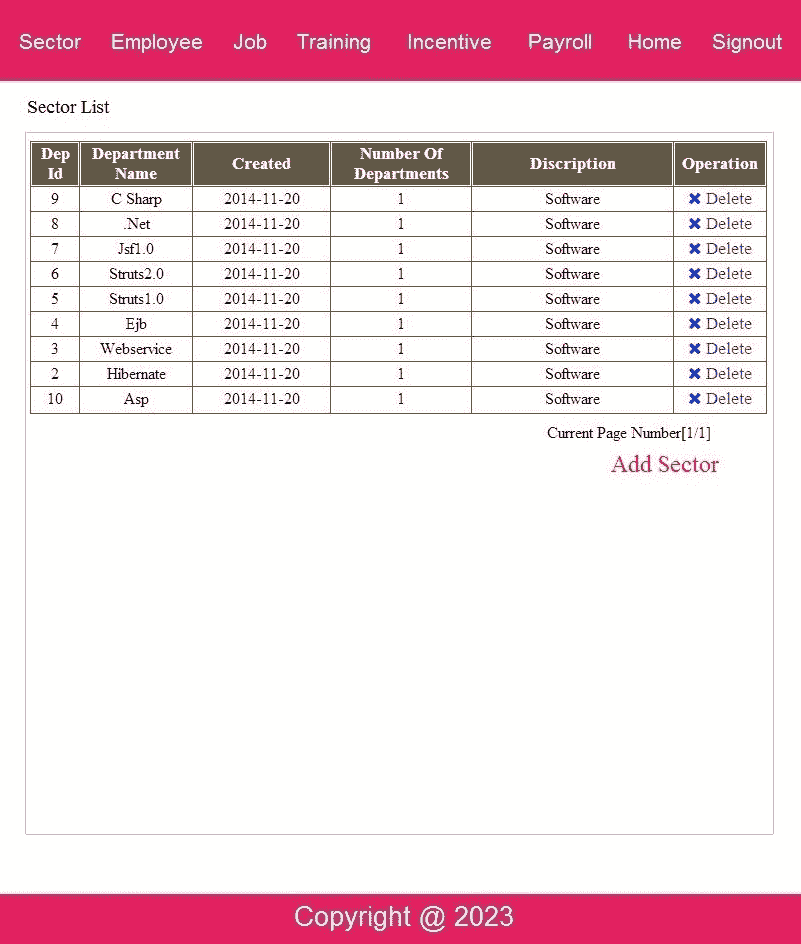 Sector Employee Job Training Incentive Payroll Home Signout
Sector List
Dep Id Department Name Created Number Of Departments Discription Operation
9 C Sharp 2014-11-20 1 Software ✖ Delete
8 .Net 2014-11-20 1 Software ✖ Delete
7 Jsf1.0 2014-11-20 1 Software ✖ Delete
6 Struts2.0 2014-11-20 1 Software ✖ Delete
5 Struts1.0 2014-11-20 1 Software ✖ Delete
4 Ejb 2014-11-20 1 Software ✖ Delete
3 Webservice 2014-11-20 1 Software ✖ Delete
2 Hibernate 2014-11-20 1 Software ✖ Delete
10 Asp 2014-11-20 1 Software ✖ Delete
Current Page Number[1/1]
Add Sector
Copyright @ 2023